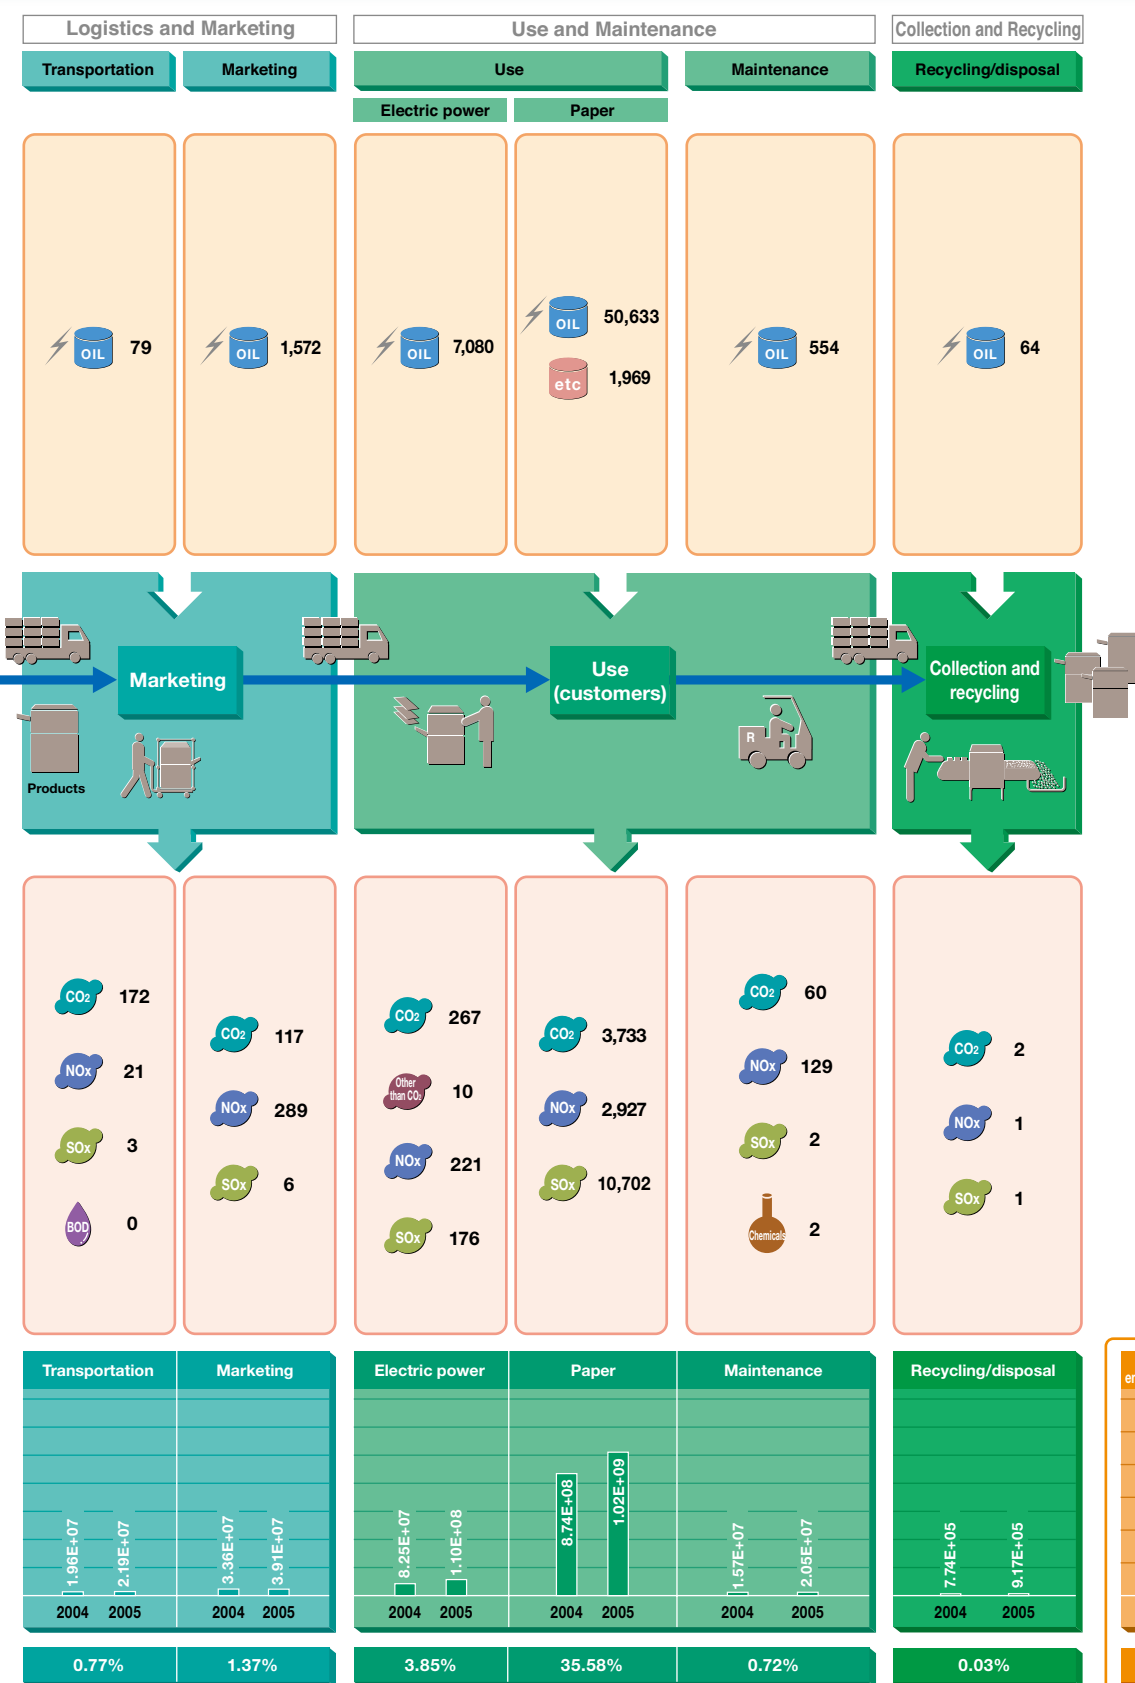 Logistics and Marketing
Use and Maintenance
Collection and Recycling
Transportation
Marketing
Use
Maintenance
Recycling/disposal
Electric power
Paper
OIL 79
OIL 1,572
OIL 7,080
OIL 50,633
etc 1,969
OIL 554
OIL 64
Marketing
Products
Use
(customers)
R
Collection and
recycling
CO2 172
NOx 21
SOx 3
BOD 0
CO2 117
NOx 289
SOx 6
CO2 267
Other
than CO2 10
NOx 221
SOx 176
CO2 3,733
NOx 2,927
SOx 10,702
CO2 60
NOx 129
SOx 2
Chemicals 2
CO2 2
NOx 1
SOx 1
Transportation
Marketing
Electric power
Paper
Maintenance
Recycling/disposal
er
1.96E+07
2.19E+07
3.36E+07
3.91E+07
8.25E+07
1.10E+08
8.74E+08
1.02E+09
1.57E+07
2.05E+07
7.74E+05
9.17E+05
2004 2005
2004 2005
2004 2005
2004 2005
2004 2005
2004 2005
0.77%
1.37%
3.85%
35.58%
0.72%
0.03%